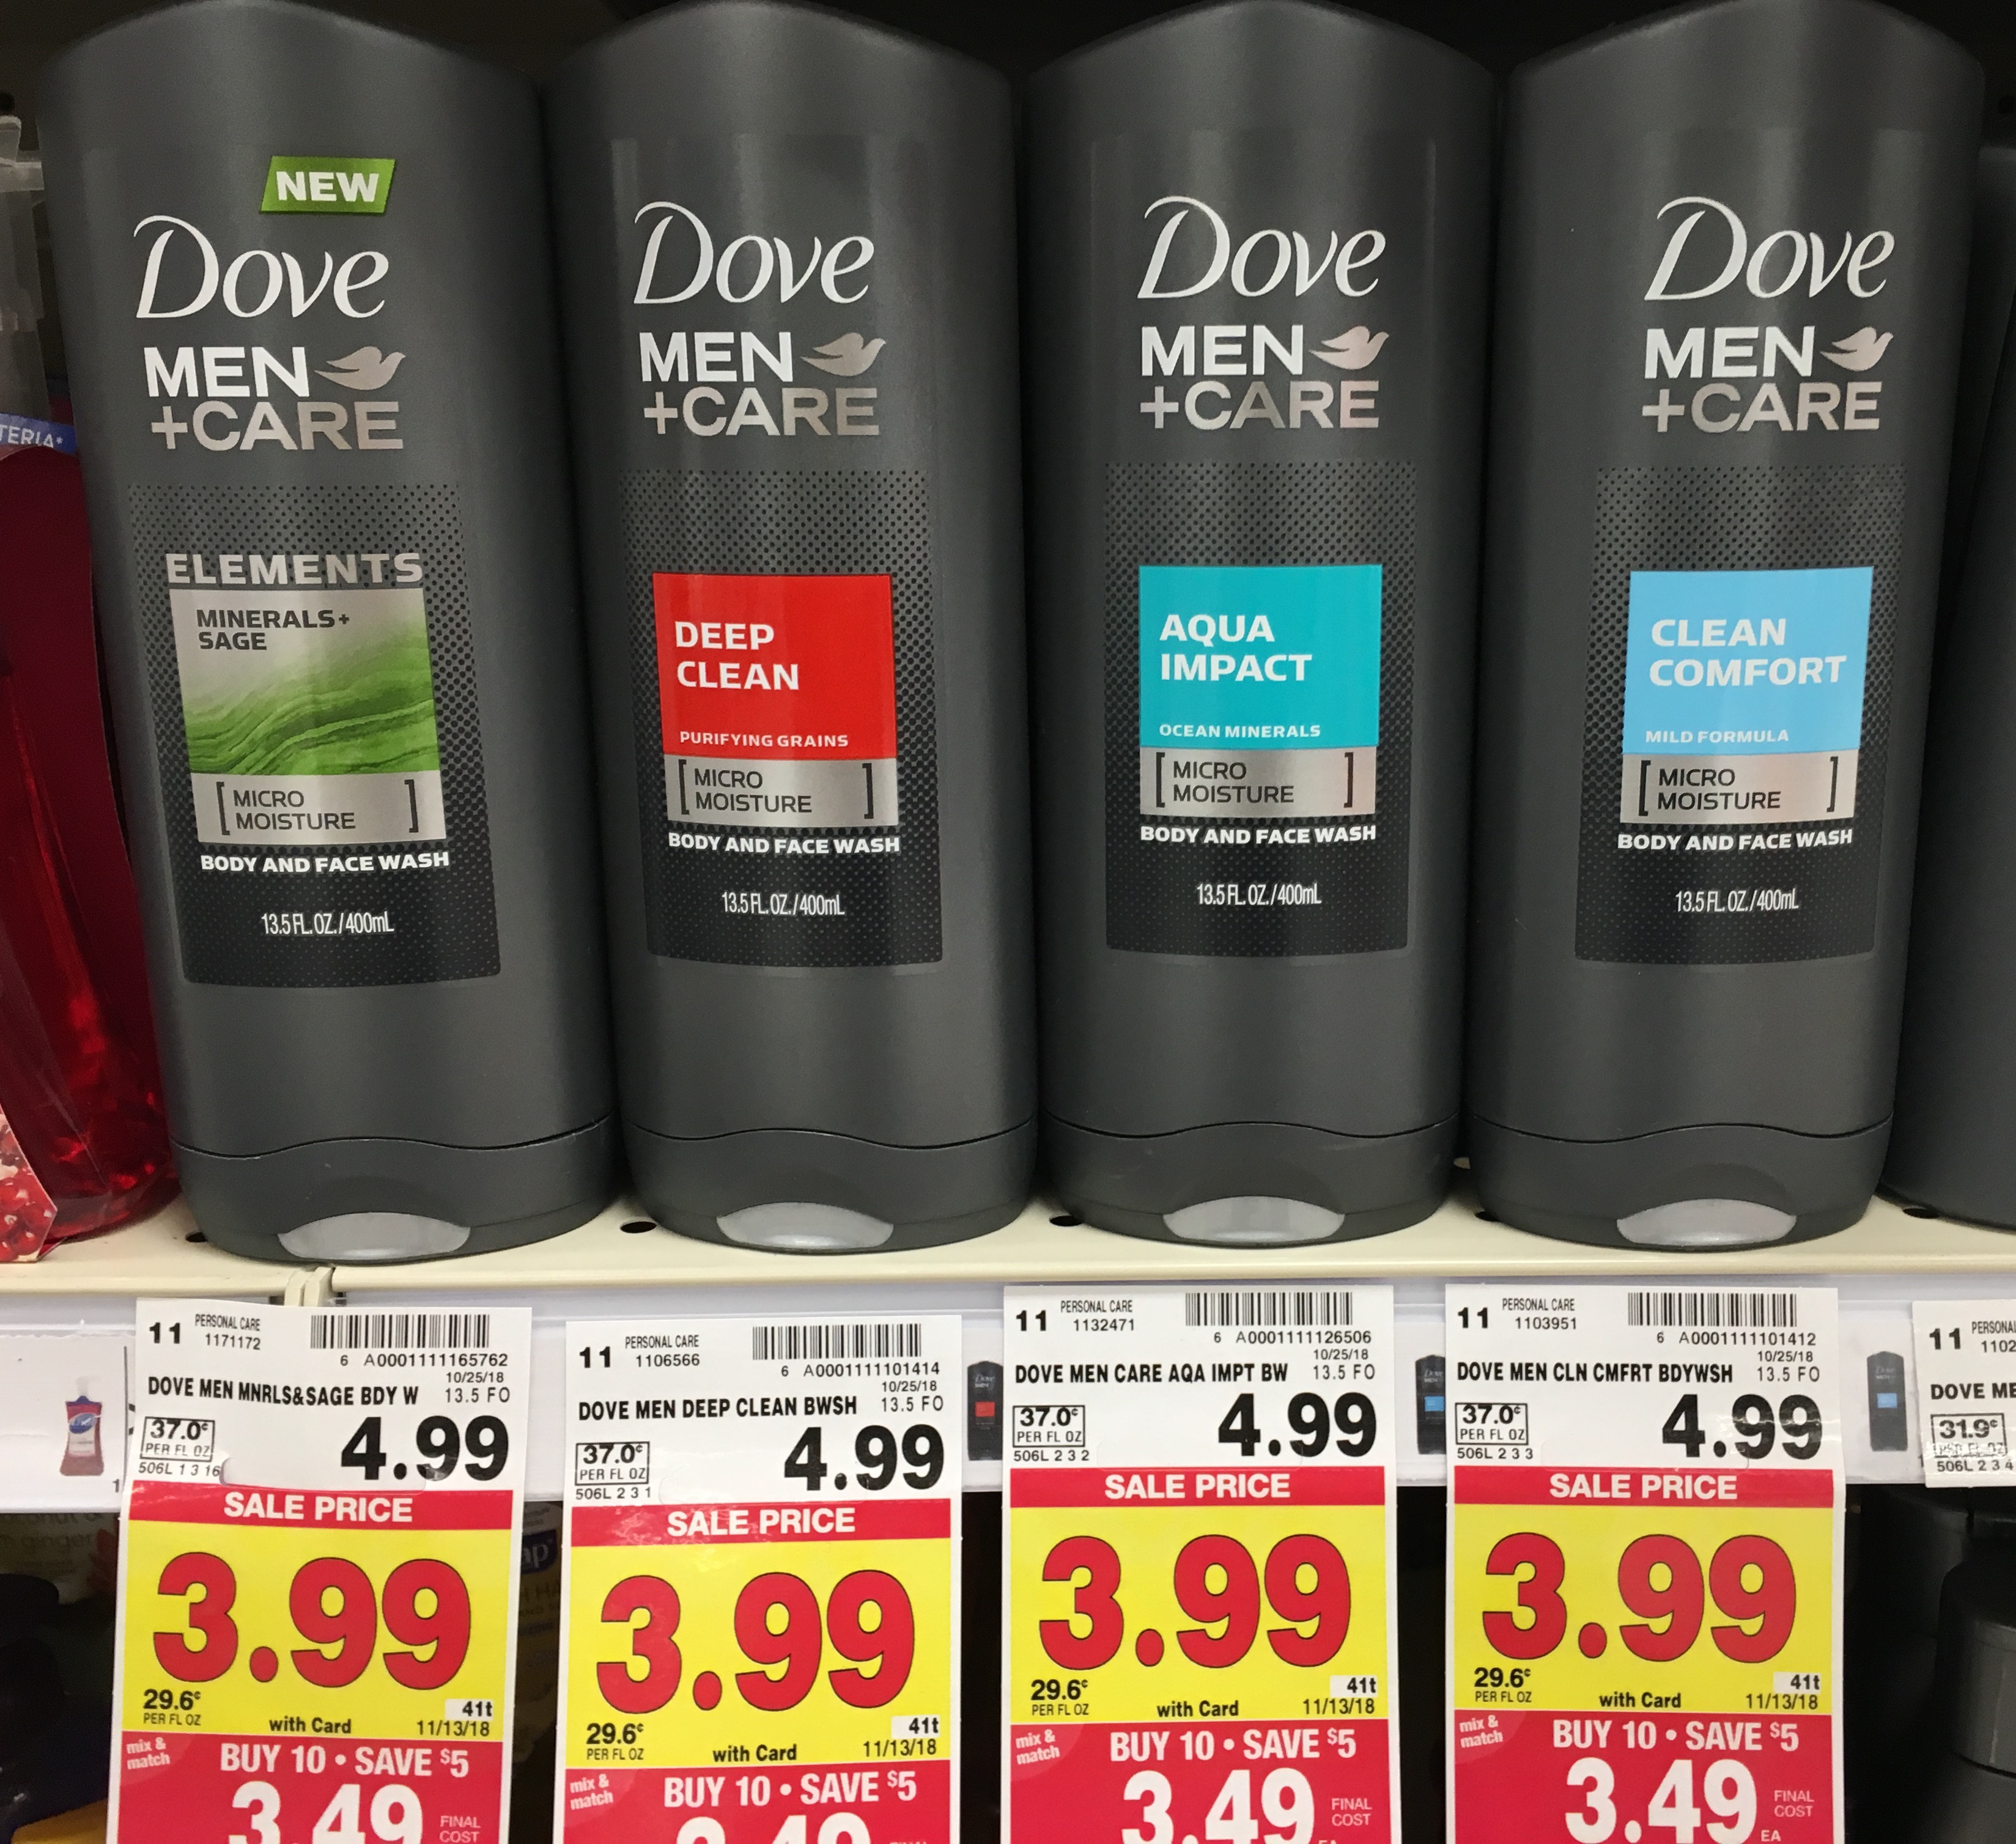 NEW
Dove
MEN
+CARE
ELEMENTS
MINERALS+
SAGE
[MICRO
MOISTURE]
BODY AND FACE WASH
13.5 FL. OZ./400mL
Dove
MEN
+CARE
DEEP
CLEAN
PURIFYING GRAINS
[MICRO
MOISTURE]
BODY AND FACE WASH
13.5 FL. OZ./400mL
Dove
MEN
+CARE
AQUA
IMPACT
OCEAN MINERALS
[MICRO
MOISTURE]
BODY AND FACE WASH
13.5 FL. OZ./400mL
Dove
MEN
+CARE
CLEAN
COMFORT
MILD FORMULA
[MICRO
MOISTURE]
BODY AND FACE WASH
13.5 FL. OZ./400mL
TERIA*
11 PERSONAL CARE
1171172
6 A0001111165762
10/25/18
DOVE MEN MNRLS&SAGE BDY W 13.5 FO
37.0¢
PER FL OZ
506L 1 3 16
4.99
SALE PRICE
3.99
29.6¢
PER FL OZ
with Card
41t
11/13/18
mix &
match
BUY 10 • SAVE $5
3.49
FINAL
COST
11 PERSONAL CARE
1106566
6 A0001111101414
10/25/18
DOVE MEN DEEP CLEAN BWSH 13.5 FO
37.0¢
PER FL OZ
506L 2 3 1
4.99
SALE PRICE
3.99
29.6¢
PER FL OZ
with Card
41t
11/13/18
mix &
match
BUY 10 • SAVE $5
11 PERSONAL CARE
1132471
6 A0001111126506
10/25/18
DOVE MEN CARE AQA IMPT BW 13.5 FO
37.0¢
PER FL OZ
506L 2 3 2
4.99
SALE PRICE
3.99
29.6¢
PER FL OZ
with Card
41t
11/13/18
mix &
match
BUY 10 • SAVE $5
3.49
FINAL
COST
11 PERSONAL CARE
1103951
6 A0001111101412
10/25/18
DOVE MEN CLN CMFRT BDYWSH 13.5 FO
37.0¢
PER FL OZ
506L 2 3 3
4.99
SALE PRICE
3.99
29.6¢
PER FL OZ
with Card
41t
11/13/18
mix &
match
BUY 10 • SAVE $5
3.49
FINAL
COST
EA
11 PERSONAL
1102
DOVE ME
31.9¢
PER FL OZ
506L 2 3 4